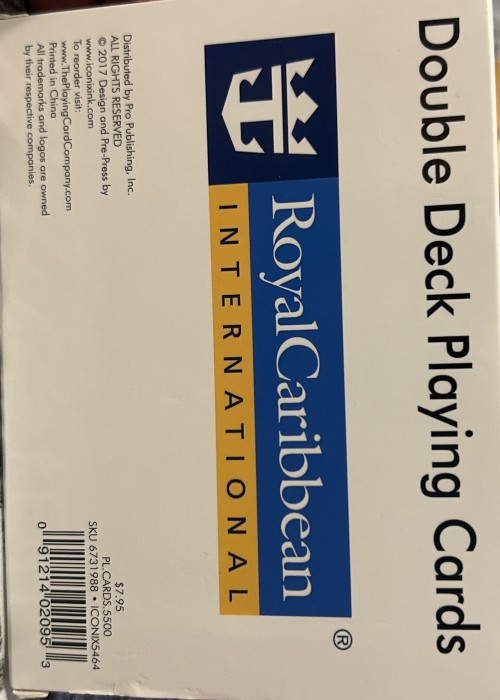 Double Deck Playing Cards
RoyalCaribbean®
INTERNATIONAL
Distributed by Pro Publishing, Inc.
ALL RIGHTS RESERVED
© 2017 Design and Pre-Press by
www.iconixink.com
To reorder visit:
www.ThePlayingCardCompany.com
Printed in China
All trademarks and logos are owned
by their respective companies.
$7.95
PL.CARDS.5500
SKU 6731988 • ICONIX5464
0 91214 02095 3